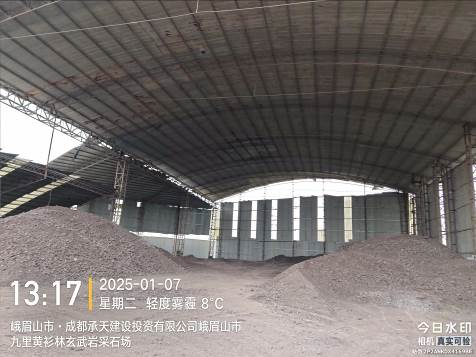 13:17
2025-01-07
星期二 轻度雾霾 8℃
峨眉山市·成都承天建设投资有限公司峨眉山市
九里黄衫林玄武岩采石场
今日水印
相机 真实可验